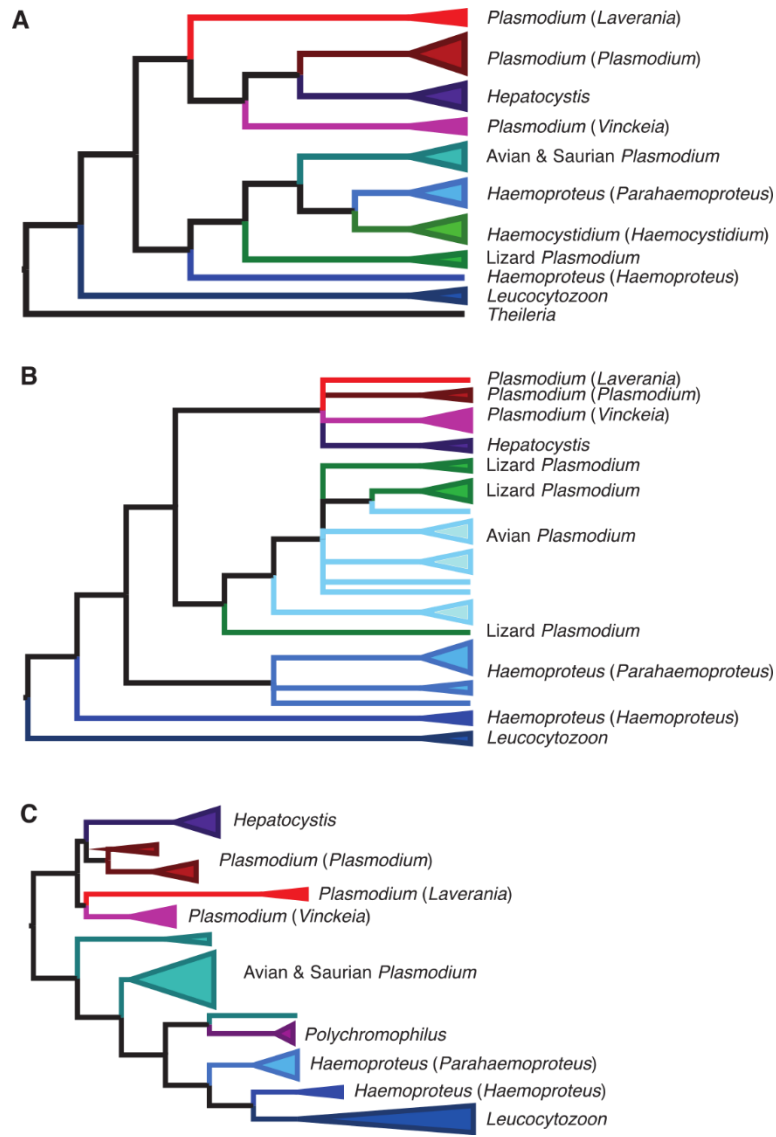 A
Plasmodium (Laverania)
Plasmodium (Plasmodium)
Hepatocystis
Plasmodium (Vinckeia)
Avian & Saurian Plasmodium
Haemoproteus (Parahaemoproteus)
Haemocystidium (Haemocystidium)
Lizard Plasmodium
Haemoproteus (Haemoproteus)
Leucocytozoon
Theileria
B
Plasmodium (Laverania)
Plasmodium (Plasmodium)
Plasmodium (Vinckeia)
Hepatocystis
Lizard Plasmodium
Lizard Plasmodium
Avian Plasmodium
Lizard Plasmodium
Haemoproteus (Parahaemoproteus)
Haemoproteus (Haemoproteus)
Leucocytozoon
C
Hepatocystis
Plasmodium (Plasmodium)
Plasmodium (Laverania)
Plasmodium (Vinckeia)
Avian & Saurian Plasmodium
Polychromophilus
Haemoproteus (Parahaemoproteus)
Haemoproteus (Haemoproteus)
Leucocytozoon